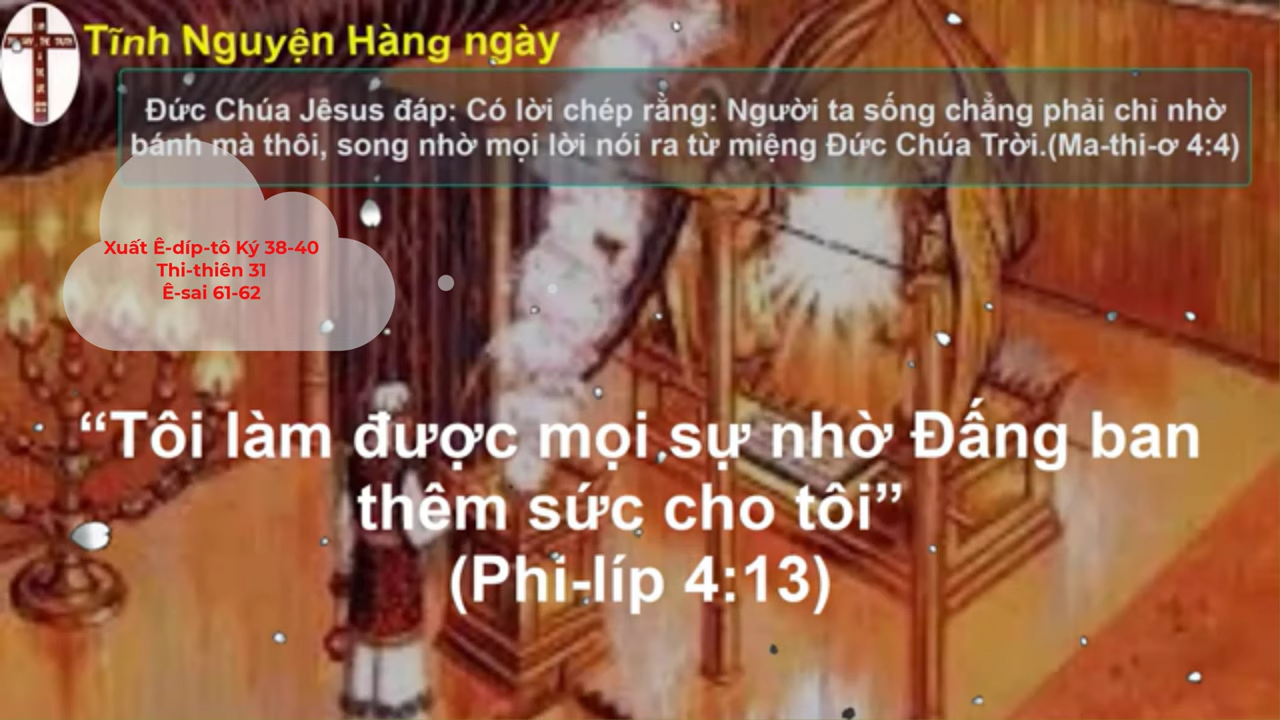 Tĩnh Nguyện Hàng ngày
Đức Chúa Jêsus đáp: Có lời chép rằng: Người ta sống chẳng phải chỉ nhờ
bánh mà thôi, song nhờ mọi lời nói ra từ miệng Đức Chúa Trời.(Ma-thi-ơ 4:4)
Xuất Ê-díp-tô Ký 38-40
Thi-thiên 31
Ê-sai 61-62
“Tôi làm được mọi sự nhờ Đấng ban
thêm sức cho tôi”
(Phi-líp 4:13)